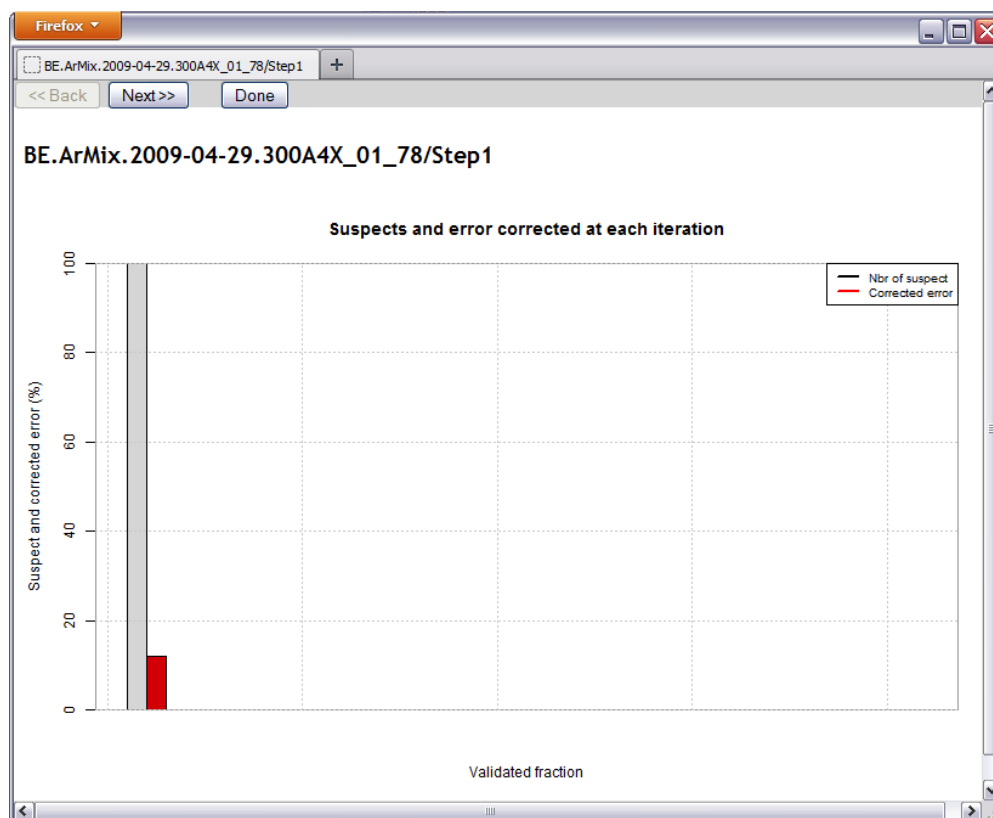 Firefox
BE.ArMix.2009-04-29.300A4X_01_78/Step1
<< Back Next>> Done
BE.ArMix.2009-04-29.300A4X_01_78/Step1
Suspects and error corrected at each iteration
Nbr of suspect
Corrected error
100
80
60
40
20
0
Suspect and corrected error (%)
Validated fraction